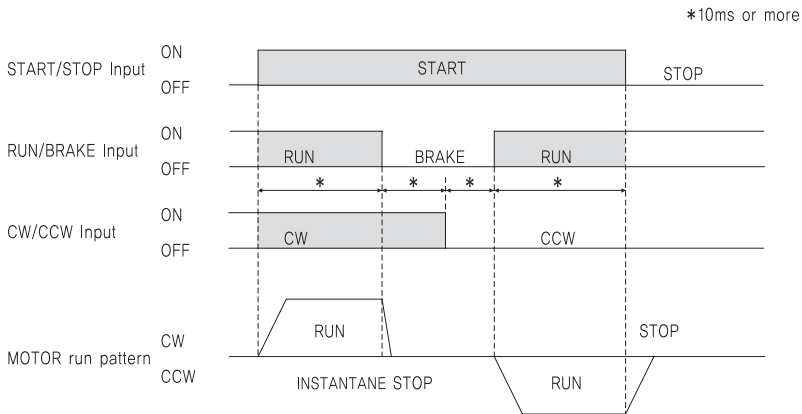 *10ms or more
START/STOP Input
ON
OFF
START
STOP
RUN/BRAKE Input
ON
OFF
RUN
BRAKE
RUN
* * * *
CW/CCW Input
ON
OFF
CW
CCW
MOTOR run pattern
CW
CCW
RUN
INSTANTANE STOP
RUN
STOP